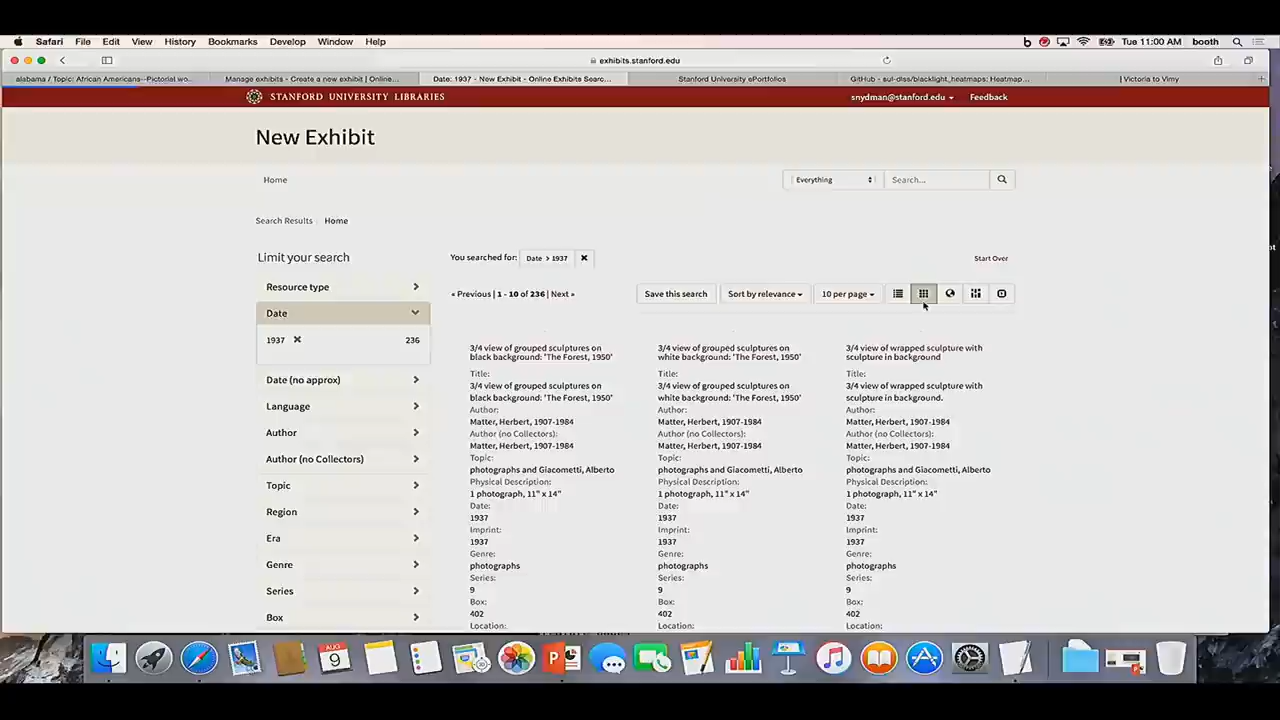 Safari File Edit View History Bookmarks Develop Window Help
Tue 11:00 AM booth
exhibits.stanford.edu
alabama / Topic: African Americans--Pictorial wo...
Manage exhibits - Create a new exhibit | Online...
Date: 1937 - New Exhibit - Online Exhibits Searc...
Stanford University ePortfolios
GitHub - sul-dlss/blacklight_heatmaps: Heatmap...
| Victoria to Vimy
STANFORD UNIVERSITY LIBRARIES
snydman@stanford.edu
Feedback
New Exhibit
Home
Everything
Search...
Search Results Home
Limit your search
Resource type
Date
1937 236
Date (no approx)
Language
Author
Author (no Collectors)
Topic
Region
Era
Genre
Series
Box
You searched for: Date > 1937
Start Over
« Previous | 1 - 10 of 236 | Next »
Save this search
Sort by relevance
10 per page
3/4 view of grouped sculptures on
black background: 'The Forest, 1950'
Title:
3/4 view of grouped sculptures on
black background: 'The Forest, 1950'
Author:
Matter, Herbert, 1907-1984
Author (no Collectors):
Matter, Herbert, 1907-1984
Topic:
photographs and Giacometti, Alberto
Physical Description:
1 photograph, 11" x 14"
Date:
1937
Imprint:
1937
Genre:
photographs
Series:
9
Box:
402
Location:
3/4 view of grouped sculptures on
white background: 'The Forest, 1950'
Title:
3/4 view of grouped sculptures on
white background: 'The Forest, 1950'
Author:
Matter, Herbert, 1907-1984
Author (no Collectors):
Matter, Herbert, 1907-1984
Topic:
photographs and Giacometti, Alberto
Physical Description:
1 photograph, 11" x 14"
Date:
1937
Imprint:
1937
Genre:
photographs
Series:
9
Box:
402
Location:
3/4 view of wrapped sculpture with
sculpture in background
Title:
3/4 view of wrapped sculpture with
sculpture in background.
Author:
Matter, Herbert, 1907-1984
Author (no Collectors):
Matter, Herbert, 1907-1984
Topic:
photographs and Giacometti, Alberto
Physical Description:
1 photograph, 11" x 14"
Date:
1937
Imprint:
1937
Genre:
photographs
Series:
9
Box:
402
Location:
AUG
9